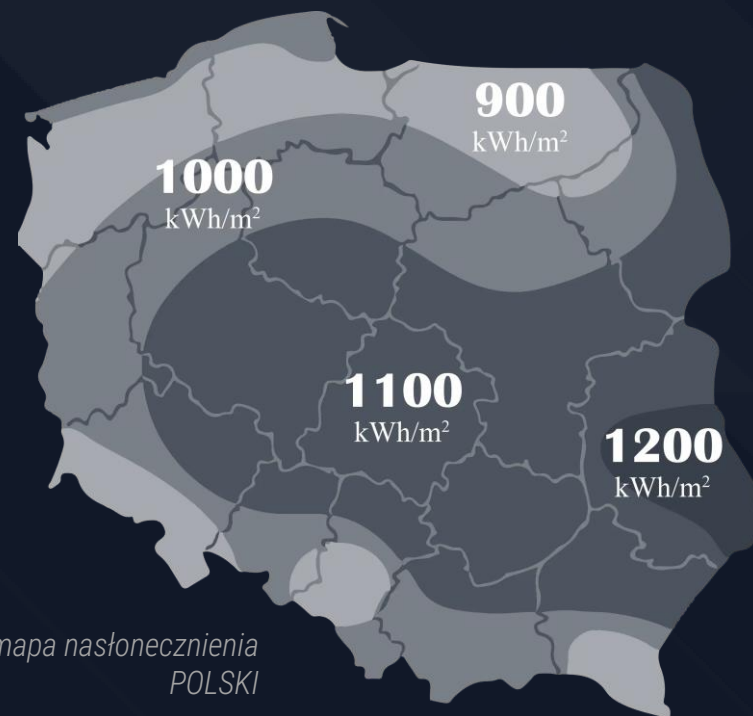 900
kWh/m²
1000
kWh/m²
1100
kWh/m²
1200
kWh/m²
mapa nasłonecznienia
POLSKI